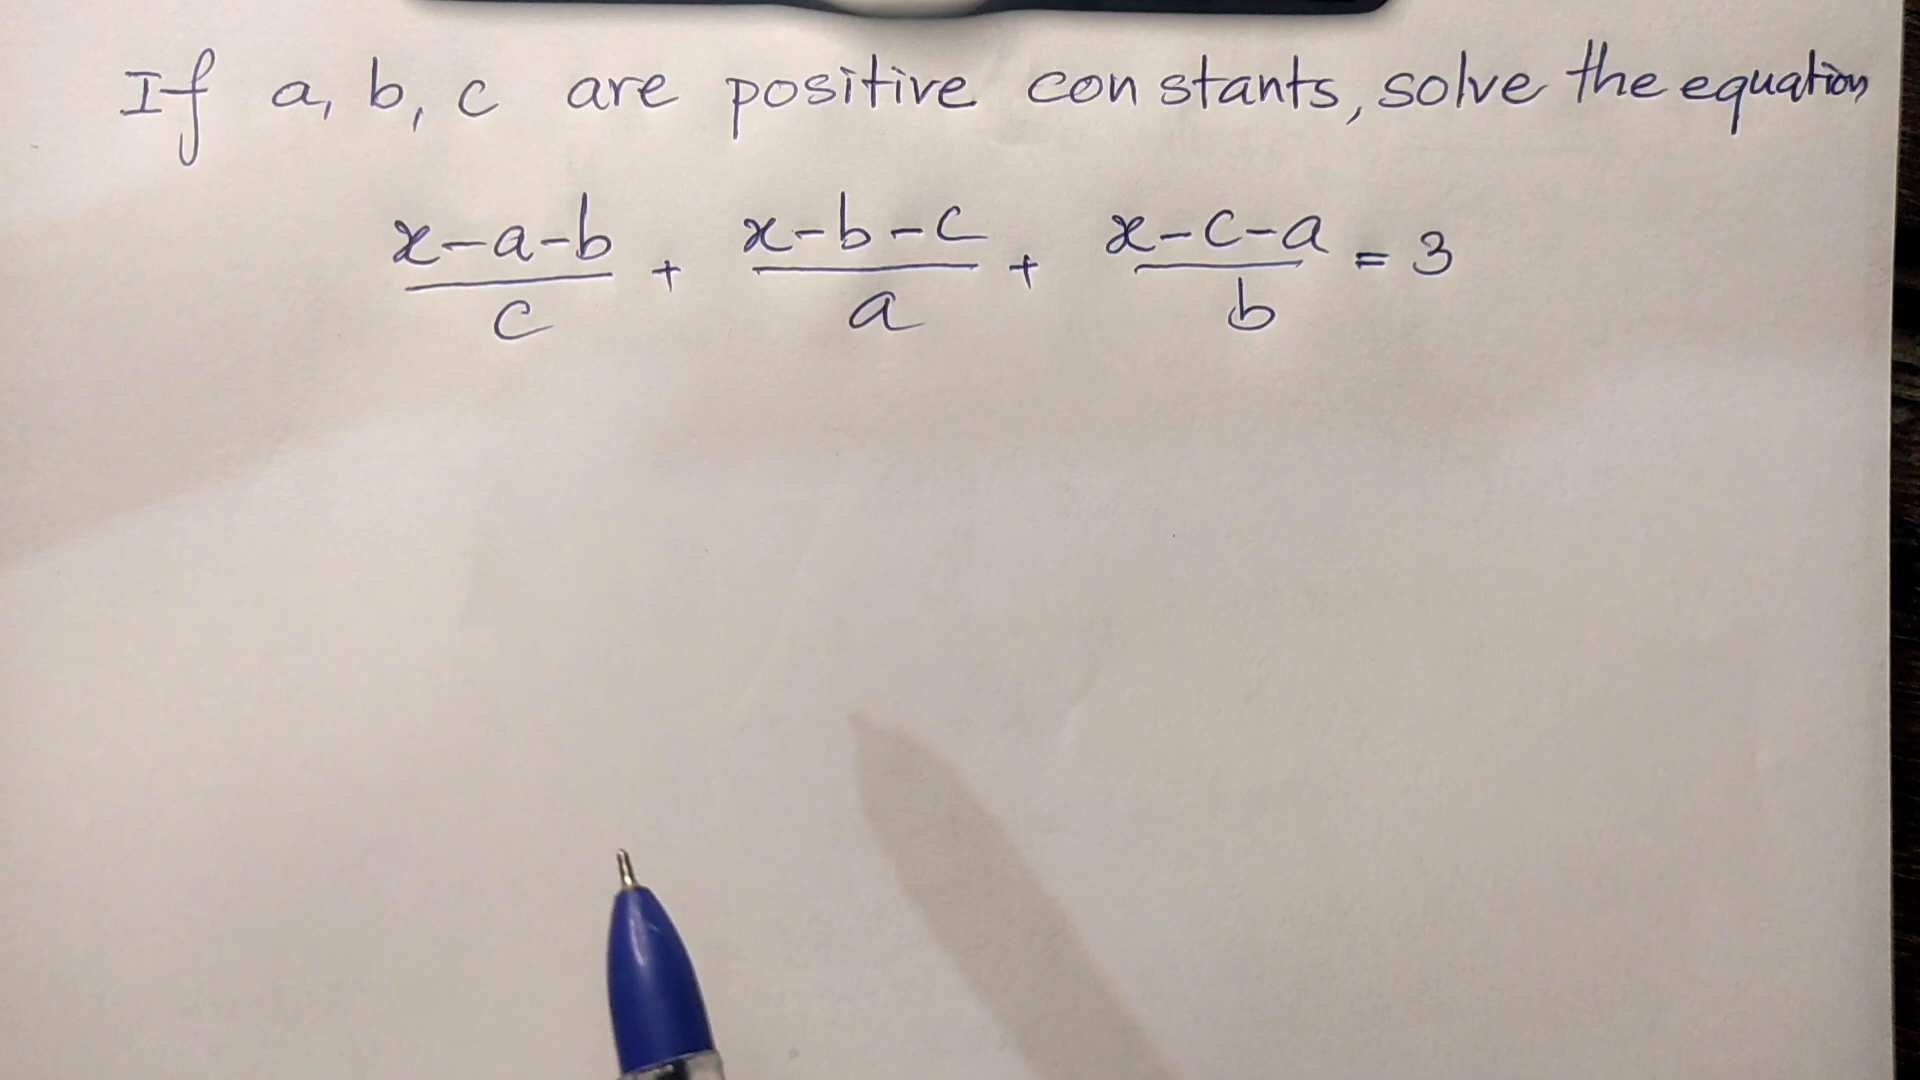 If a, b, c are positive constants, solve the equation
(x-a-b)/c + (x-b-c)/a + (x-c-a)/b = 3